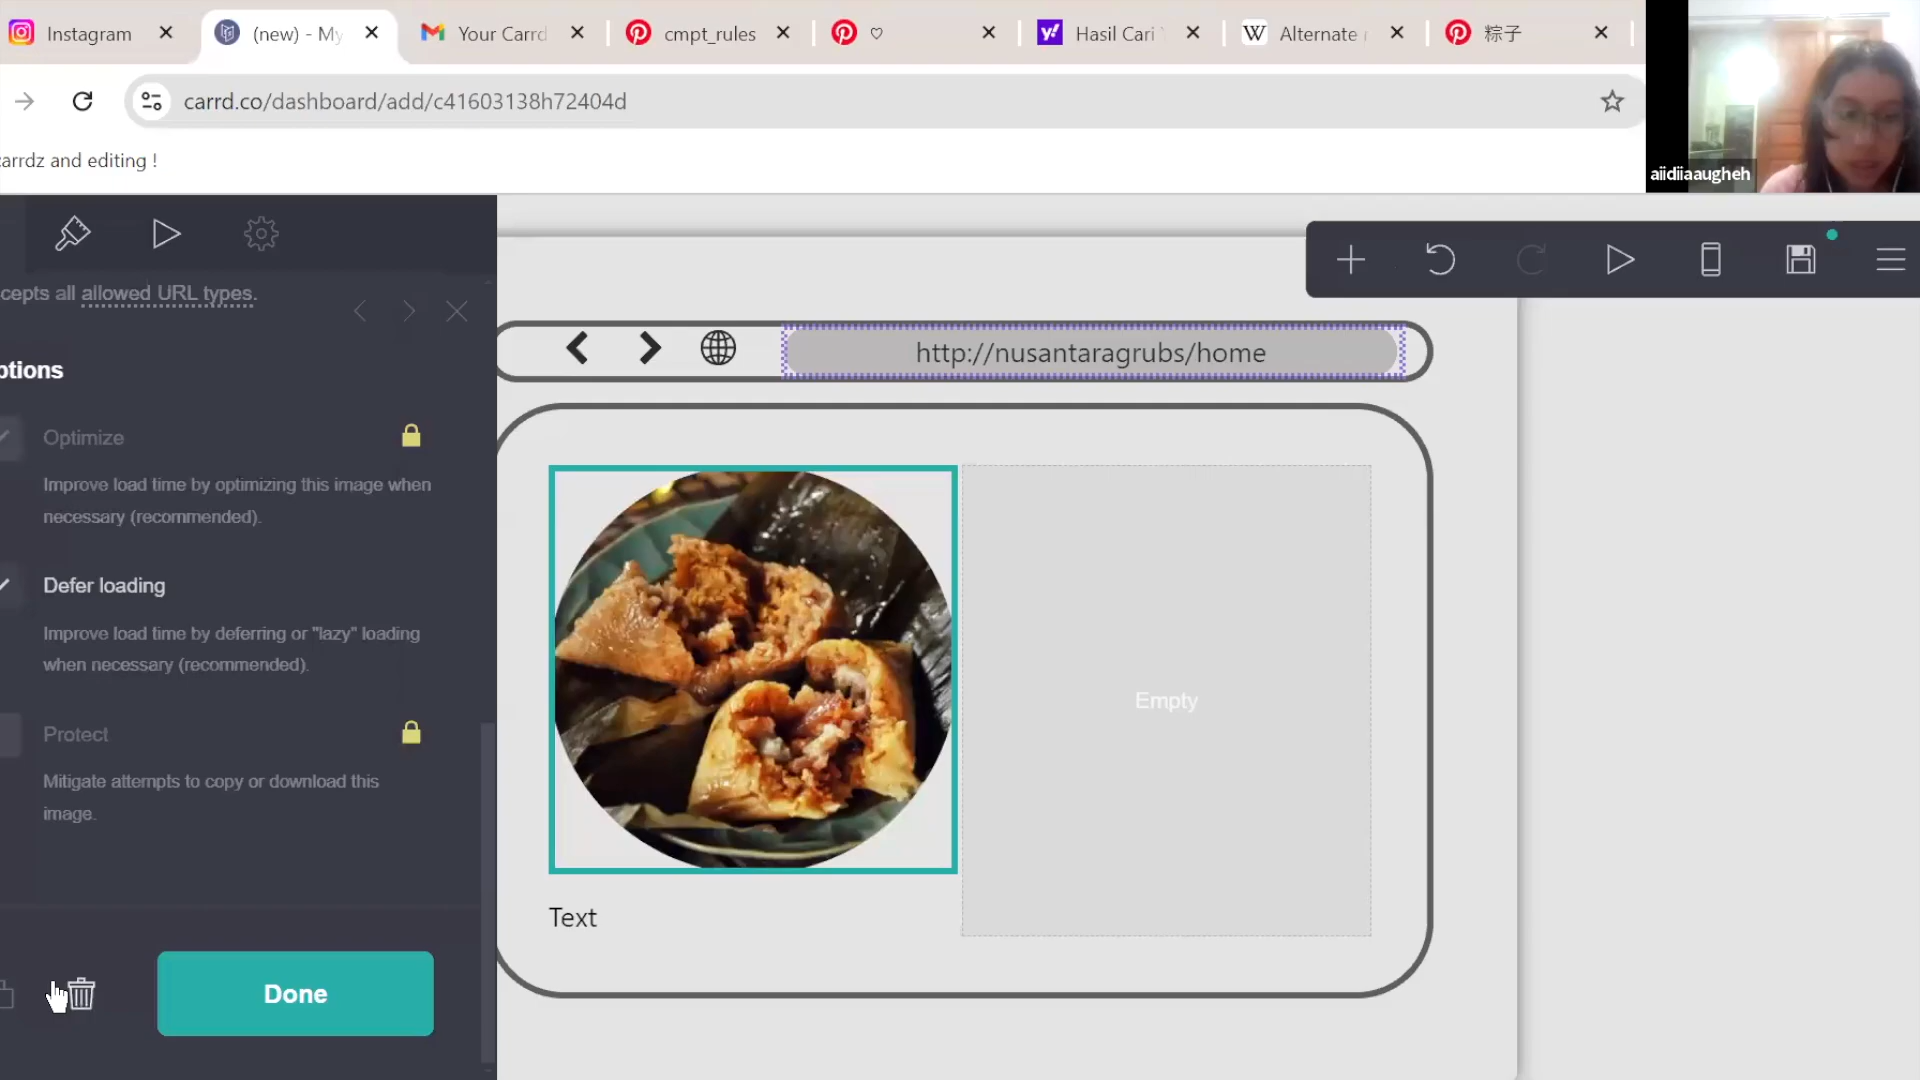 Instagram
(new) - My
Your Carrd
cmpt_rules
♡
Hasil Cari
Alternate
粽子
carrd.co/dashboard/add/c41603138h72404d
arrdz and editing !
aiidiiaaugheh
cepts all allowed URL types.
ptions
Optimize
Improve load time by optimizing this image when
necessary (recommended).
Defer loading
Improve load time by deferring or "lazy" loading
when necessary (recommended).
Protect
Mitigate attempts to copy or download this
image.
Done
http://nusantaragrubs/home
Empty
Text